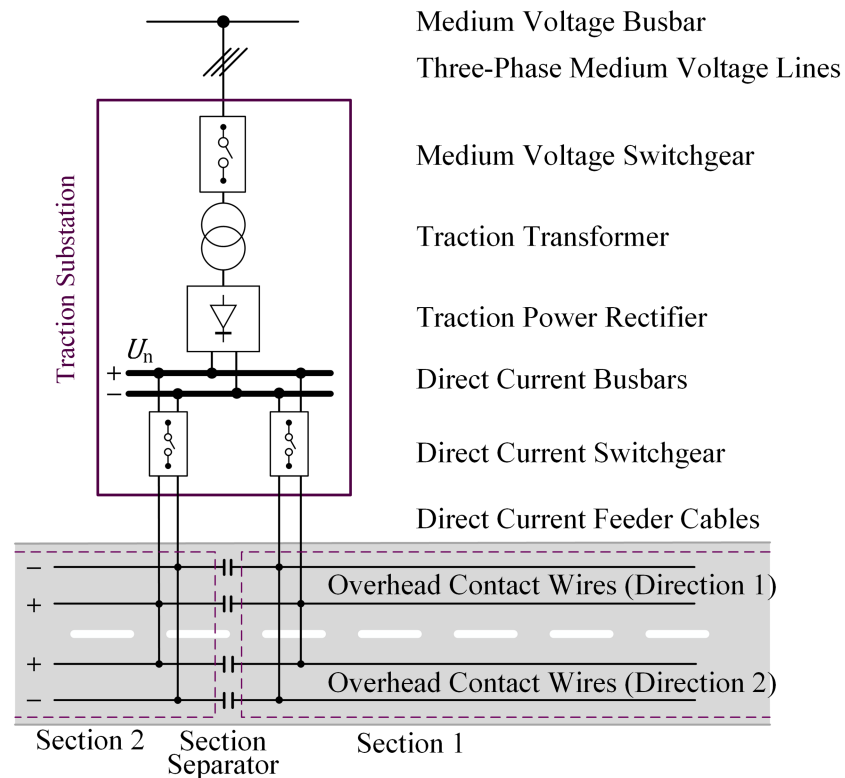 Medium Voltage Busbar
Three-Phase Medium Voltage Lines
Medium Voltage Switchgear
Traction Substation
Traction Transformer
Traction Power Rectifier
Un
+
Direct Current Busbars
−
Direct Current Switchgear
Direct Current Feeder Cables
−
Overhead Contact Wires (Direction 1)
+
+
Overhead Contact Wires (Direction 2)
−
Section 2
Section
Separator
Section 1